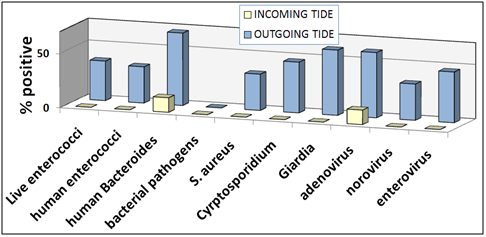 INCOMING TIDE
OUTGOING TIDE
% positive
50
0
Live enterococci
human enterococci
human Bacteroides
bacterial pathogens
S. aureus
Cyrptosporidium
Giardia
adenovirus
norovirus
enterovirus